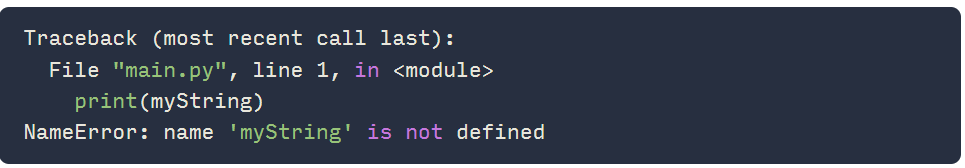 Traceback (most recent call last):
  File "main.py", line 1, in <module>
    print(myString)
NameError: name 'myString' is not defined